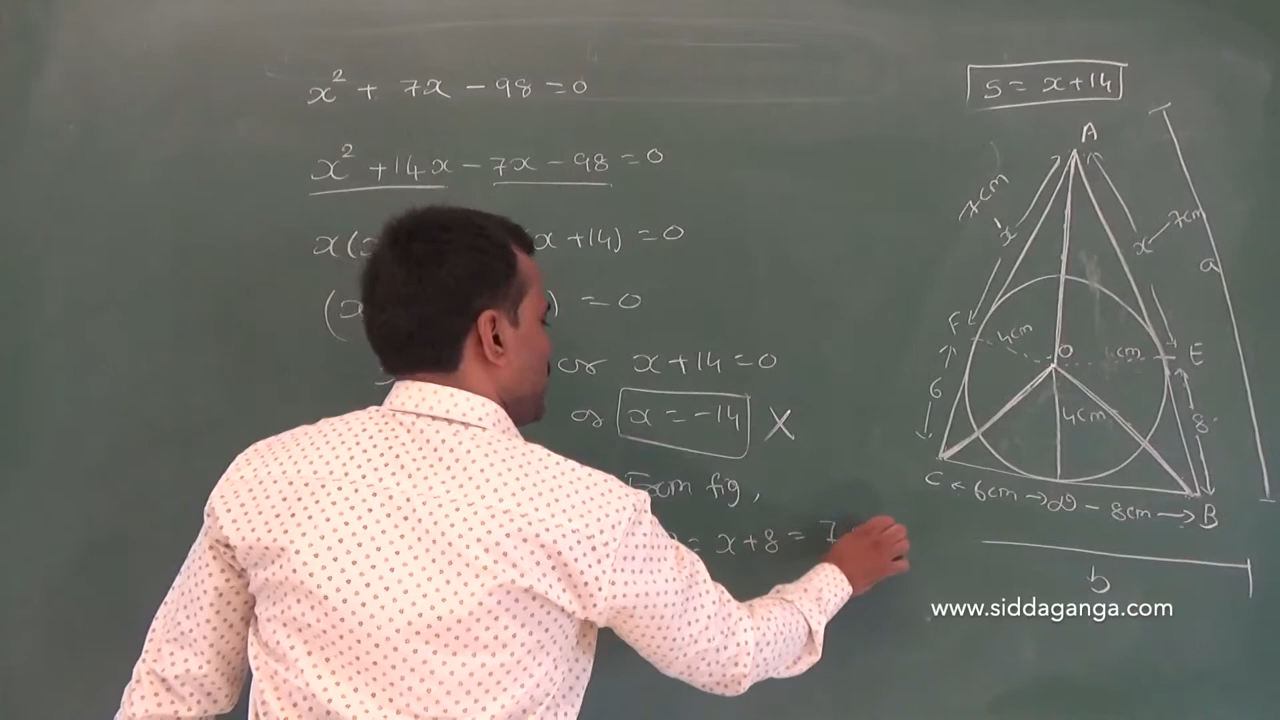 x² + 7x - 98 = 0
x² + 14x - 7x - 98 = 0
x( x + 14) = 0
( ) = 0
or x + 14 = 0
or x = -14 X
From fig,
= x + 8 = 7
S = x + 14
A
7cm
x
x
7cm
a
F
4cm
O
4cm
E
6
4cm
8
C
6cm
D
8cm
B
b
www.siddaganga.com